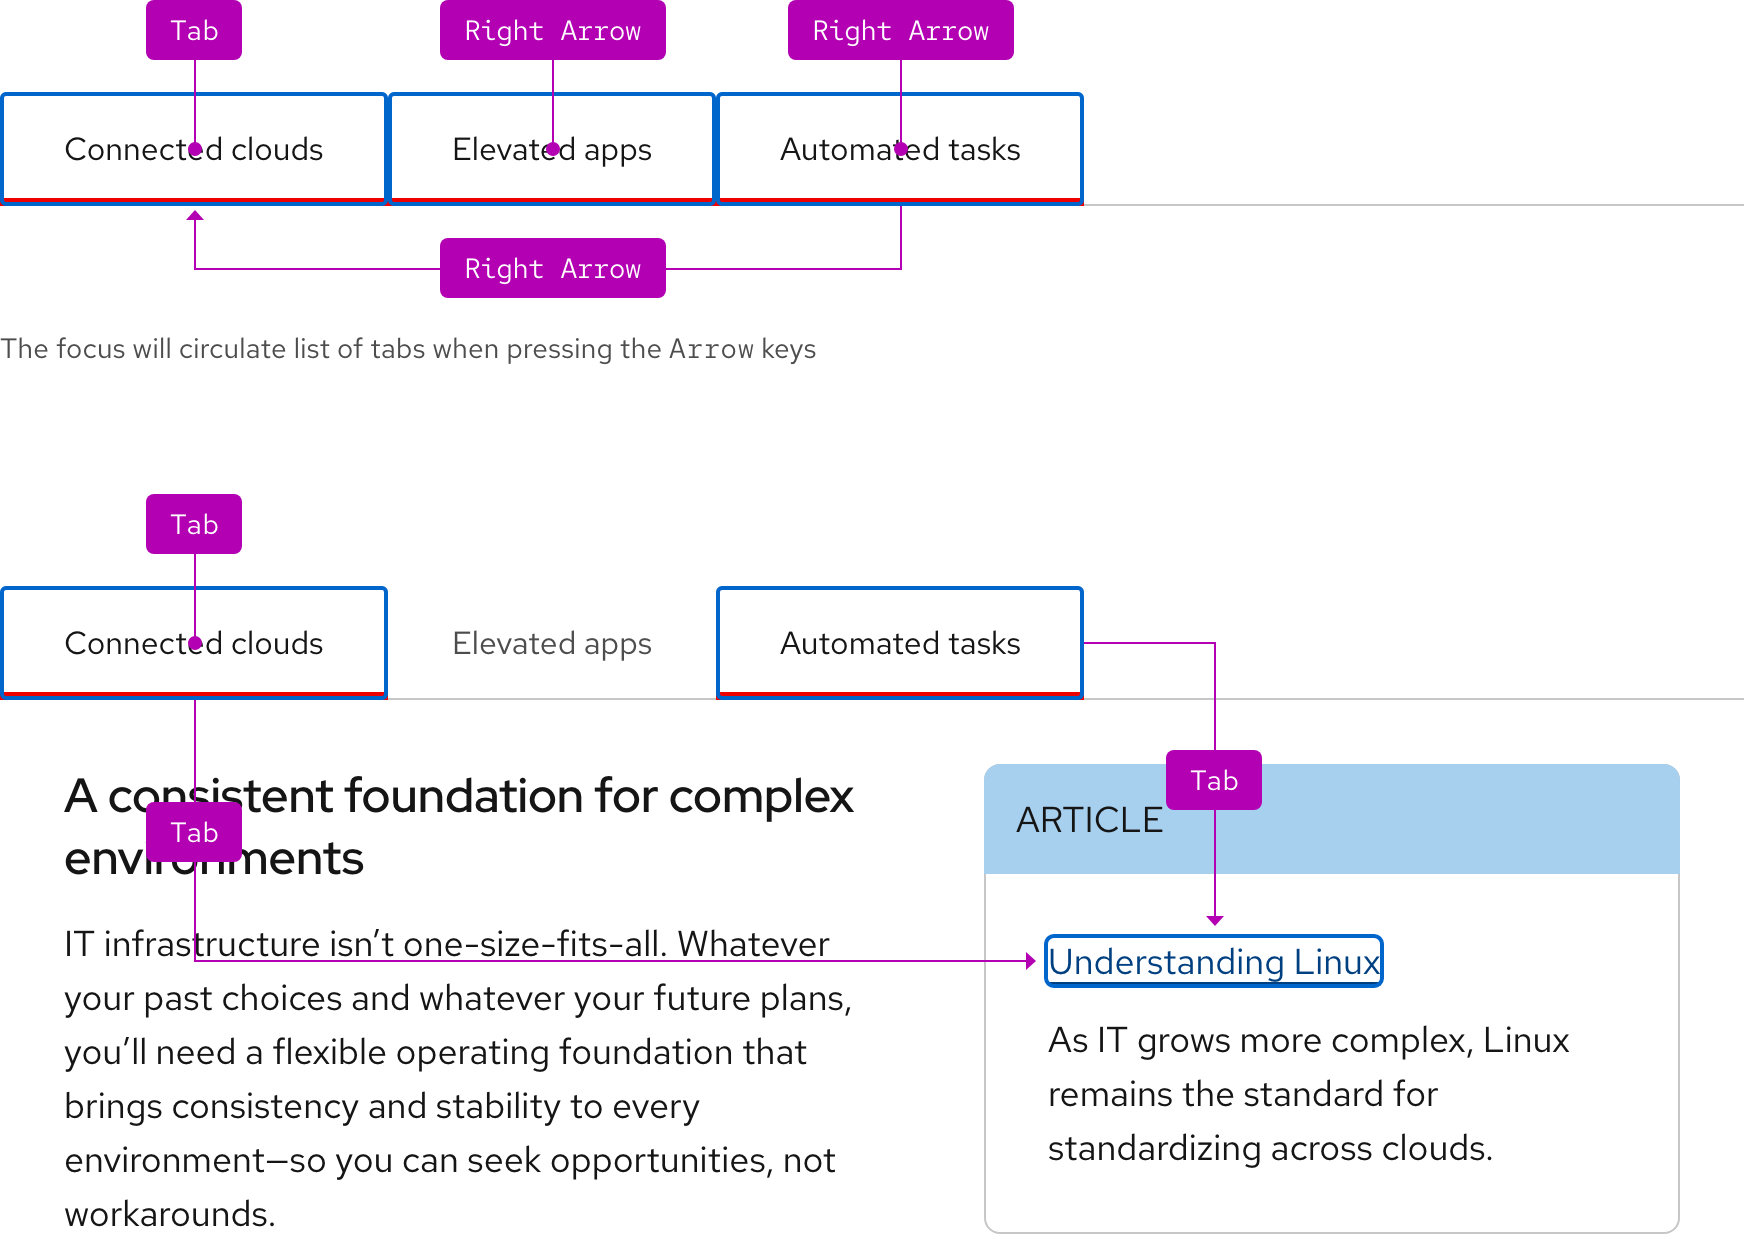 Tab
Right Arrow
Right Arrow
Connected clouds
Elevated apps
Automated tasks
Right Arrow
The focus will circulate list of tabs when pressing the Arrow keys
Tab
Connected clouds
Elevated apps
Automated tasks
A consistent foundation for complex
environments
Tab
IT infrastructure isn’t one-size-fits-all. Whatever
your past choices and whatever your future plans,
you’ll need a flexible operating foundation that
brings consistency and stability to every
environment—so you can seek opportunities, not
workarounds.
Tab
ARTICLE
Understanding Linux
As IT grows more complex, Linux
remains the standard for
standardizing across clouds.